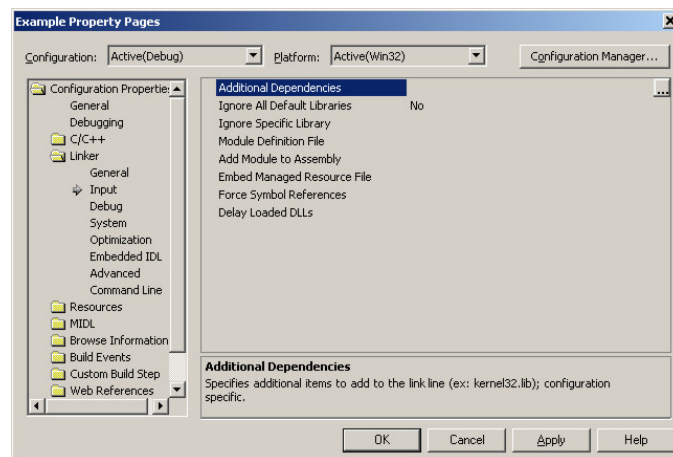 Example Property Pages
Configuration: Active(Debug) Platform: Active(Win32) Configuration Manager...
Configuration Properties
General
Debugging
C/C++
Linker
General
Input
Debug
System
Optimization
Embedded IDL
Advanced
Command Line
Resources
MIDL
Browse Information
Build Events
Custom Build Step
Web References
Additional Dependencies ...
Ignore All Default Libraries No
Ignore Specific Library
Module Definition File
Add Module to Assembly
Embed Managed Resource File
Force Symbol References
Delay Loaded DLLs
Additional Dependencies
Specifies additional items to add to the link line (ex: kernel32.lib); configuration
specific.
OK Cancel Apply Help